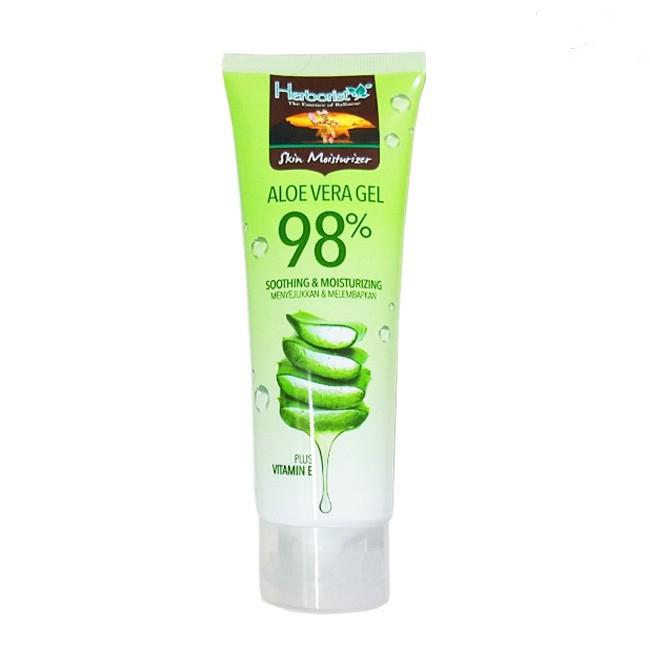 Herborist
The Essence of Balinese
Skin Moisturizer
ALOE VERA GEL
98%
SOOTHING & MOISTURIZING
MENYEJUKKAN & MELEMBAPKAN
PLUS
VITAMIN E